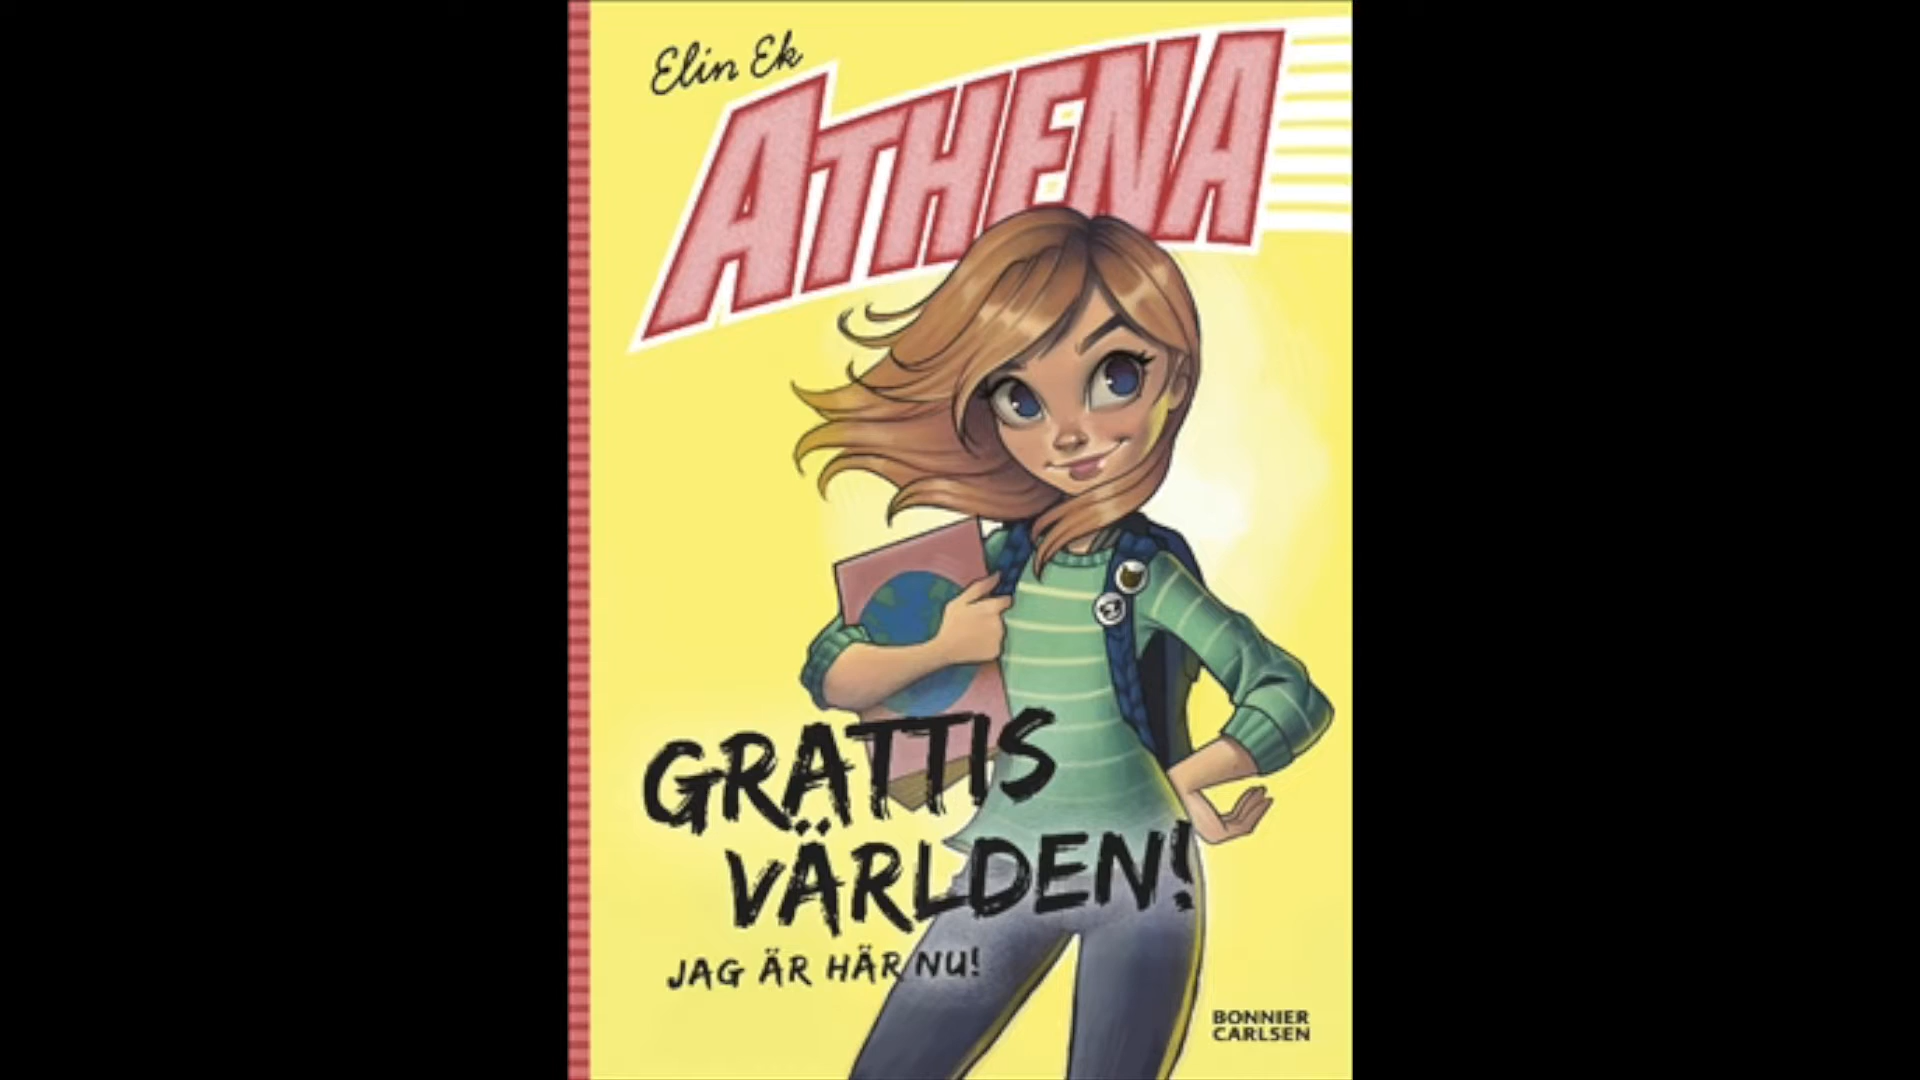 Elin Ek
ATHENA
GRATTIS
VÄRLDEN!
JAG ÄR HÄR NU!
BONNIER
CARLSEN